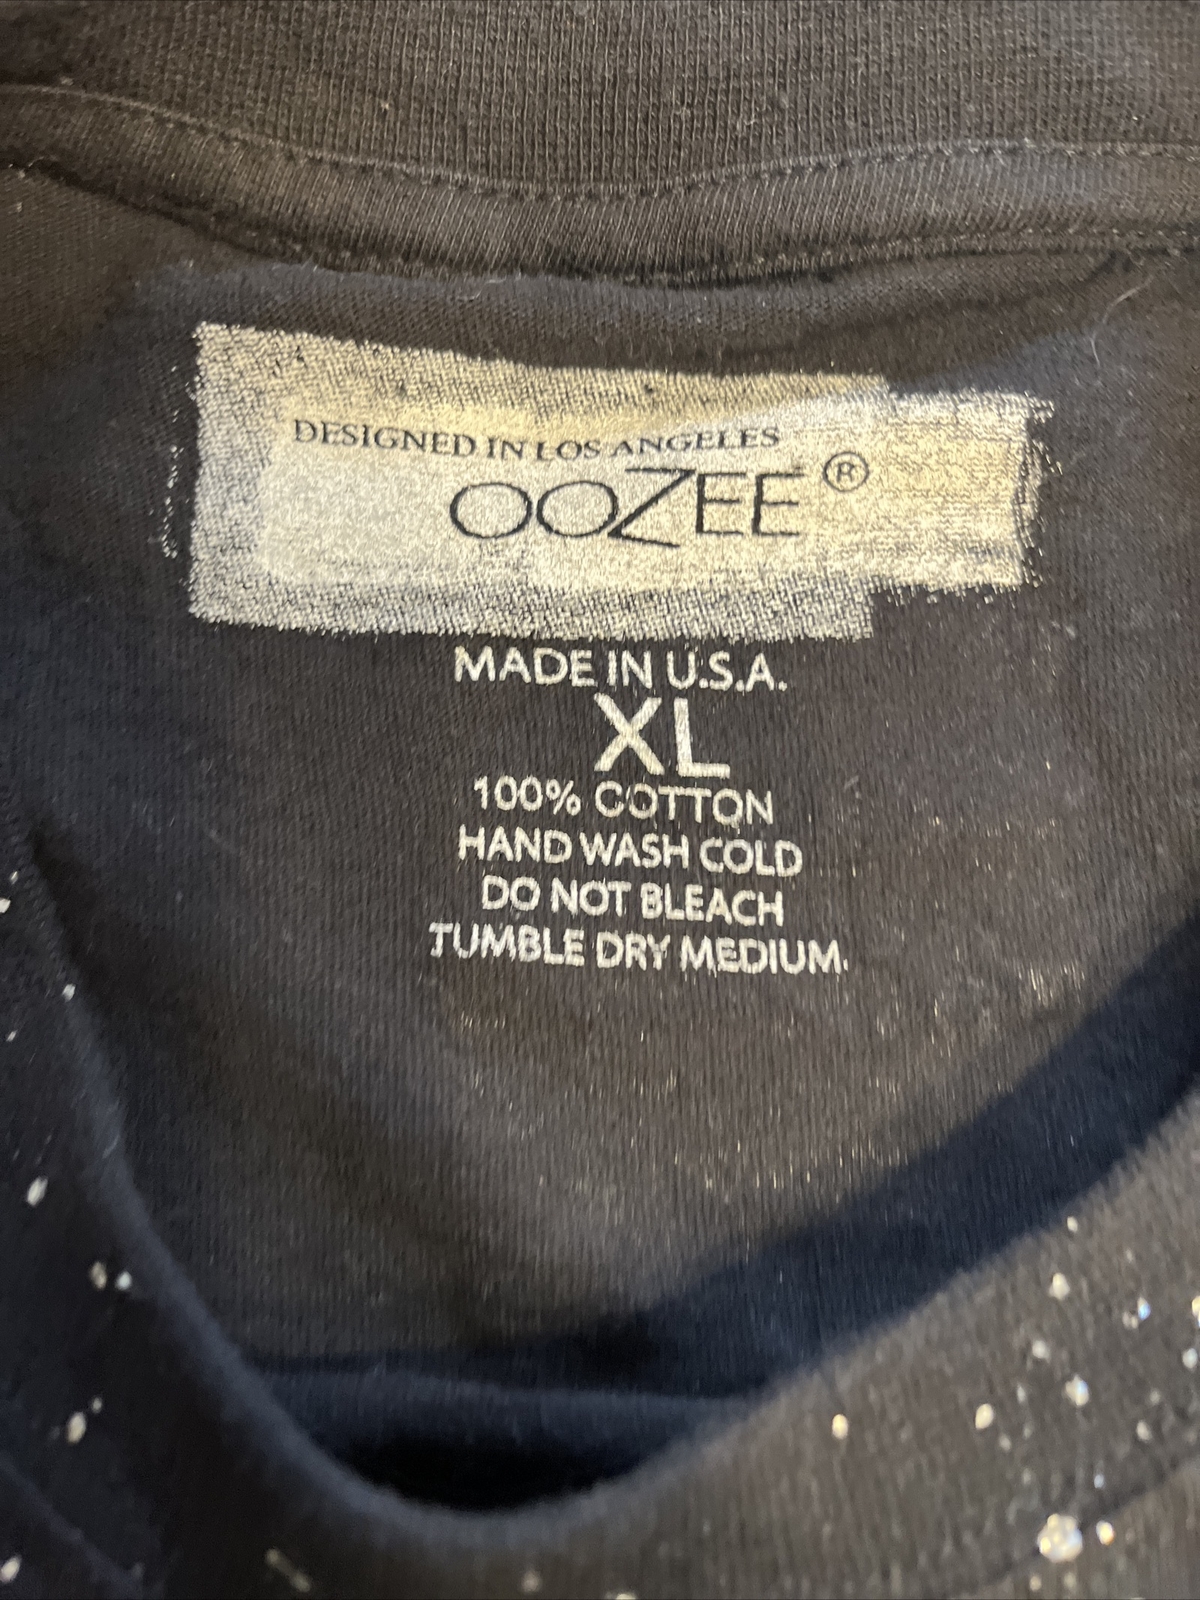 DESIGNED IN LOS ANGELES
OOZEE®
MADE IN U.S.A.
XL
100% COTTON
HAND WASH COLD
DO NOT BLEACH
TUMBLE DRY MEDIUM.